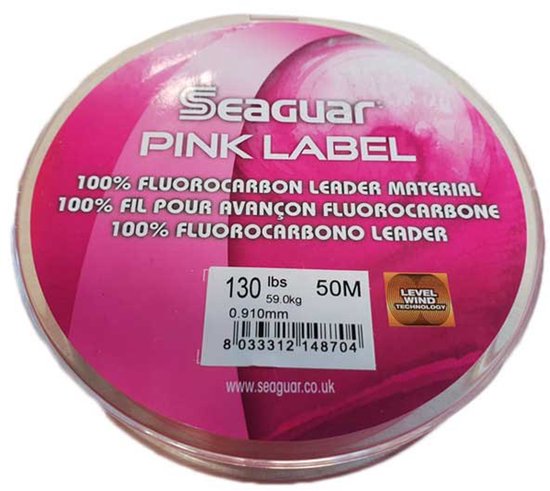 Seaguar
PINK LABEL
100% FLUOROCARBON LEADER MATERIAL
100% FIL POUR AVANÇON FLUOROCARBONE
100% FLUOROCARBONO LEADER
130 lbs 50M
59.0kg
0.910mm
8 033312 148704
LEVEL
WIND
TECHNOLOGY
www.seaguar.co.uk